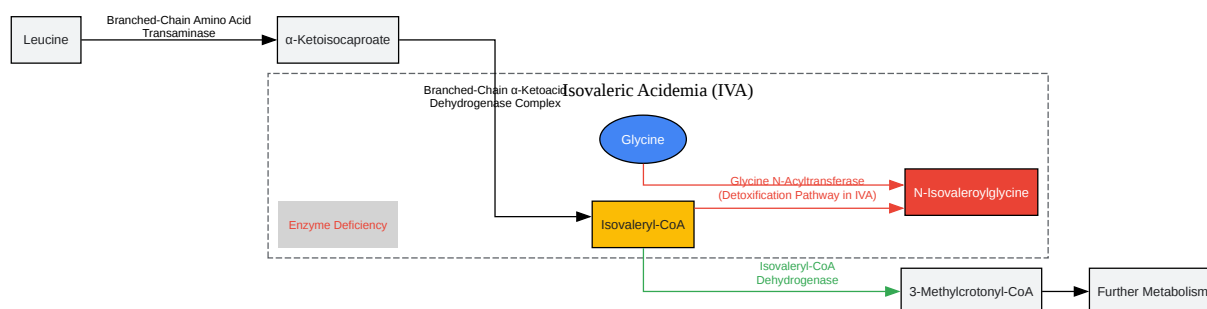 Leucine
Branched-Chain Amino Acid
Transaminase
α-Ketoisocaproate
Branched-Chain α-Ketoacid
Dehydrogenase Complex
Isovaleric Acidemia (IVA)
Glycine
Glycine N-Acyltransferase
(Detoxification Pathway in IVA)
N-Isovaleroylglycine
Enzyme Deficiency
Isovaleryl-CoA
Isovaleryl-CoA
Dehydrogenase
3-Methylcrotonyl-CoA
Further Metabolism